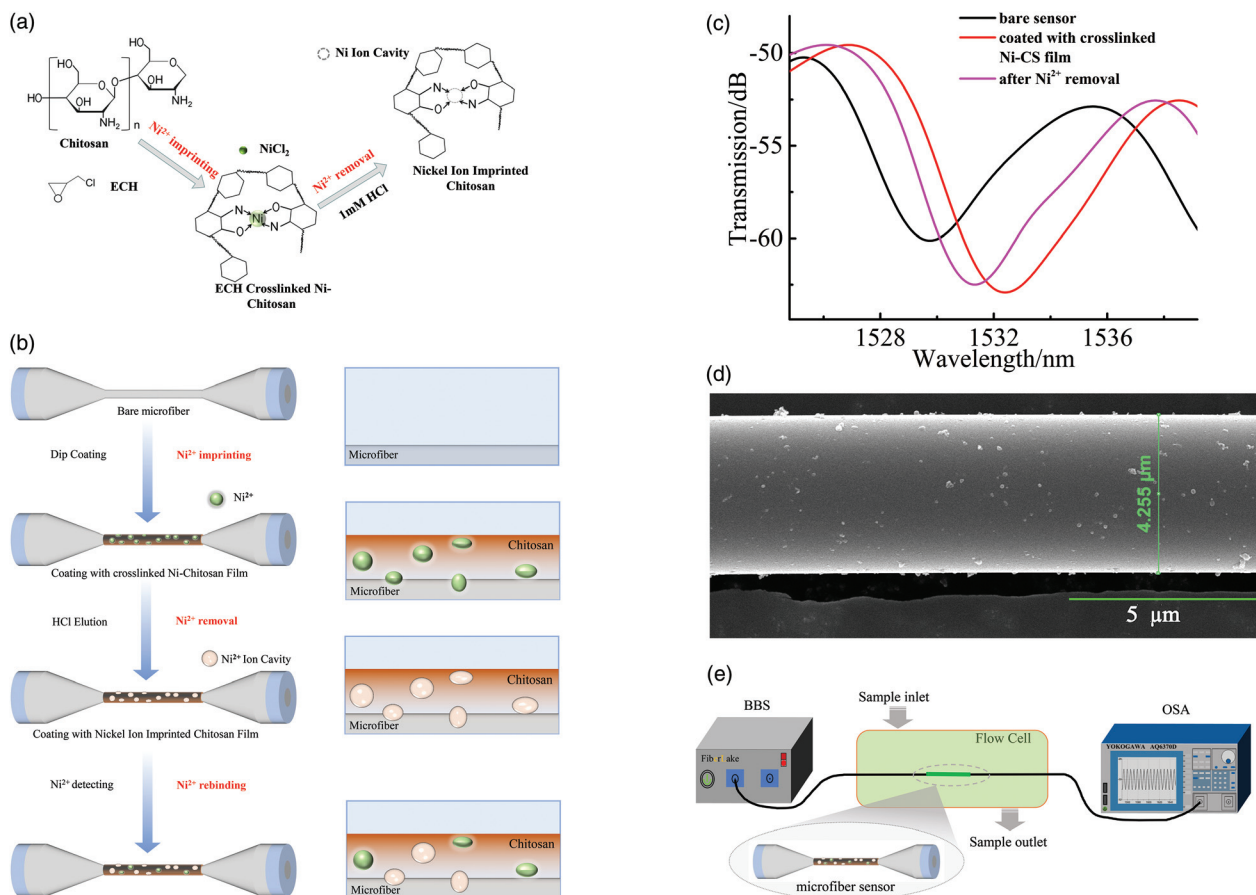 (a)
Ni Ion Cavity
HO
OH
O
NH₂
n
Chitosan
Cl
O
ECH
Ni²⁺ imprinting
NiCl₂
Ni²⁺ removal
1mM HCl
N
O
Ni
O
N
ECH Crosslinked Ni-
Chitosan
N
O
O
N
Nickel Ion Imprinted
Chitosan
(b)
Bare microfiber
Dip Coating
Ni²⁺ imprinting
Ni²⁺
Coating with crosslinked Ni-Chitosan Film
HCl Elution
Ni²⁺ removal
Ni²⁺ Ion Cavity
Coating with Nickel Ion Imprinted Chitosan Film
Ni²⁺ detecting
Ni²⁺ rebinding
Microfiber
Chitosan
Microfiber
Chitosan
Microfiber
Chitosan
Microfiber
(c)
bare sensor
coated with crosslinked
Ni-CS film
after Ni²⁺ removal
Transmission/dB
-50
-55
-60
1528
1532
1536
Wavelength/nm
(d)
4.255 µm
5 µm
(e)
BBS
Sample inlet
OSA
Flow Cell
YOKOGAWA AQ6370D
Sample outlet
microfiber sensor